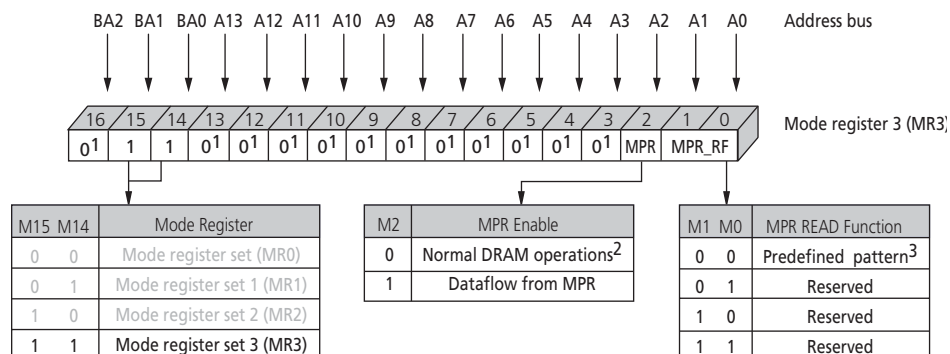 BA2 BA1 BA0 A13 A12 A11 A10 A9 A8 A7 A6 A5 A4 A3 A2 A1 A0 Address bus
16 15 14 13 12 11 10 9 8 7 6 5 4 3 2 1 0
Mode register 3 (MR3)
0¹ 1 1 0¹ 0¹ 0¹ 0¹ 0¹ 0¹ 0¹ 0¹ 0¹ 0¹ 0¹ MPR MPR_RF
M15 M14 Mode Register
0 0 Mode register set (MR0)
0 1 Mode register set 1 (MR1)
1 0 Mode register set 2 (MR2)
1 1 Mode register set 3 (MR3)
M2 MPR Enable
0 Normal DRAM operations²
1 Dataflow from MPR
M1 M0 MPR READ Function
0 0 Predefined pattern³
0 1 Reserved
1 0 Reserved
1 1 Reserved